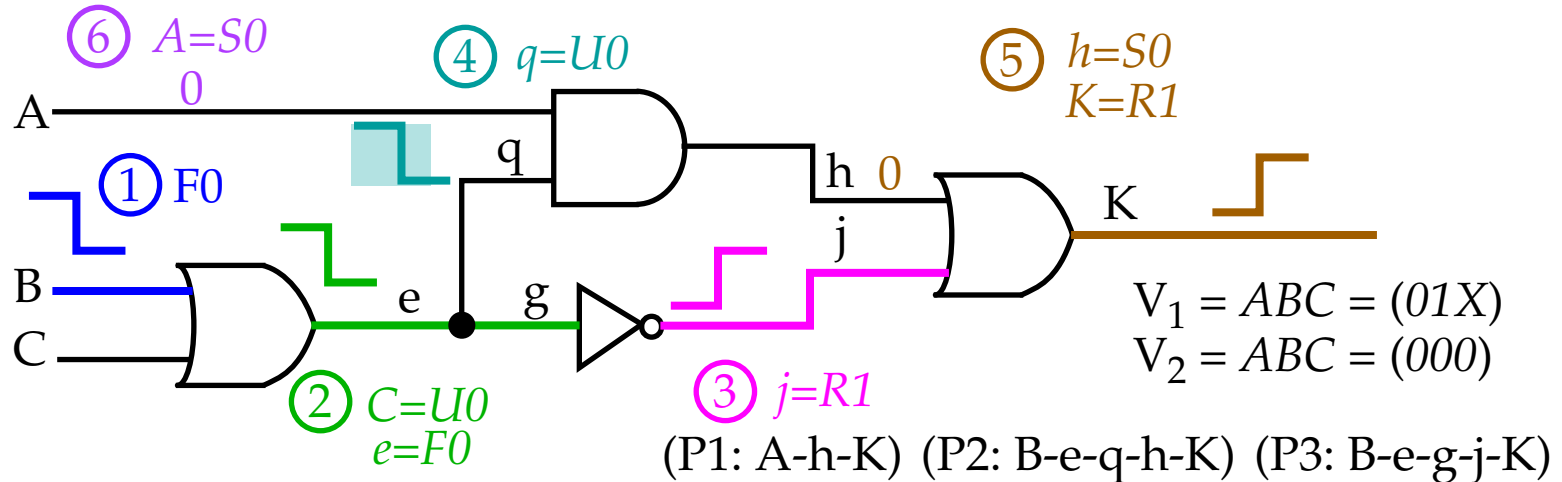 6 A=S0
0
4 q=U0
5 h=S0
K=R1
A
q
1 F0
h 0
j
K
B
e
g
C
V1 = ABC = (01X)
V2 = ABC = (000)
2 C=U0
e=F0
3 j=R1
(P1: A-h-K) (P2: B-e-q-h-K) (P3: B-e-g-j-K)